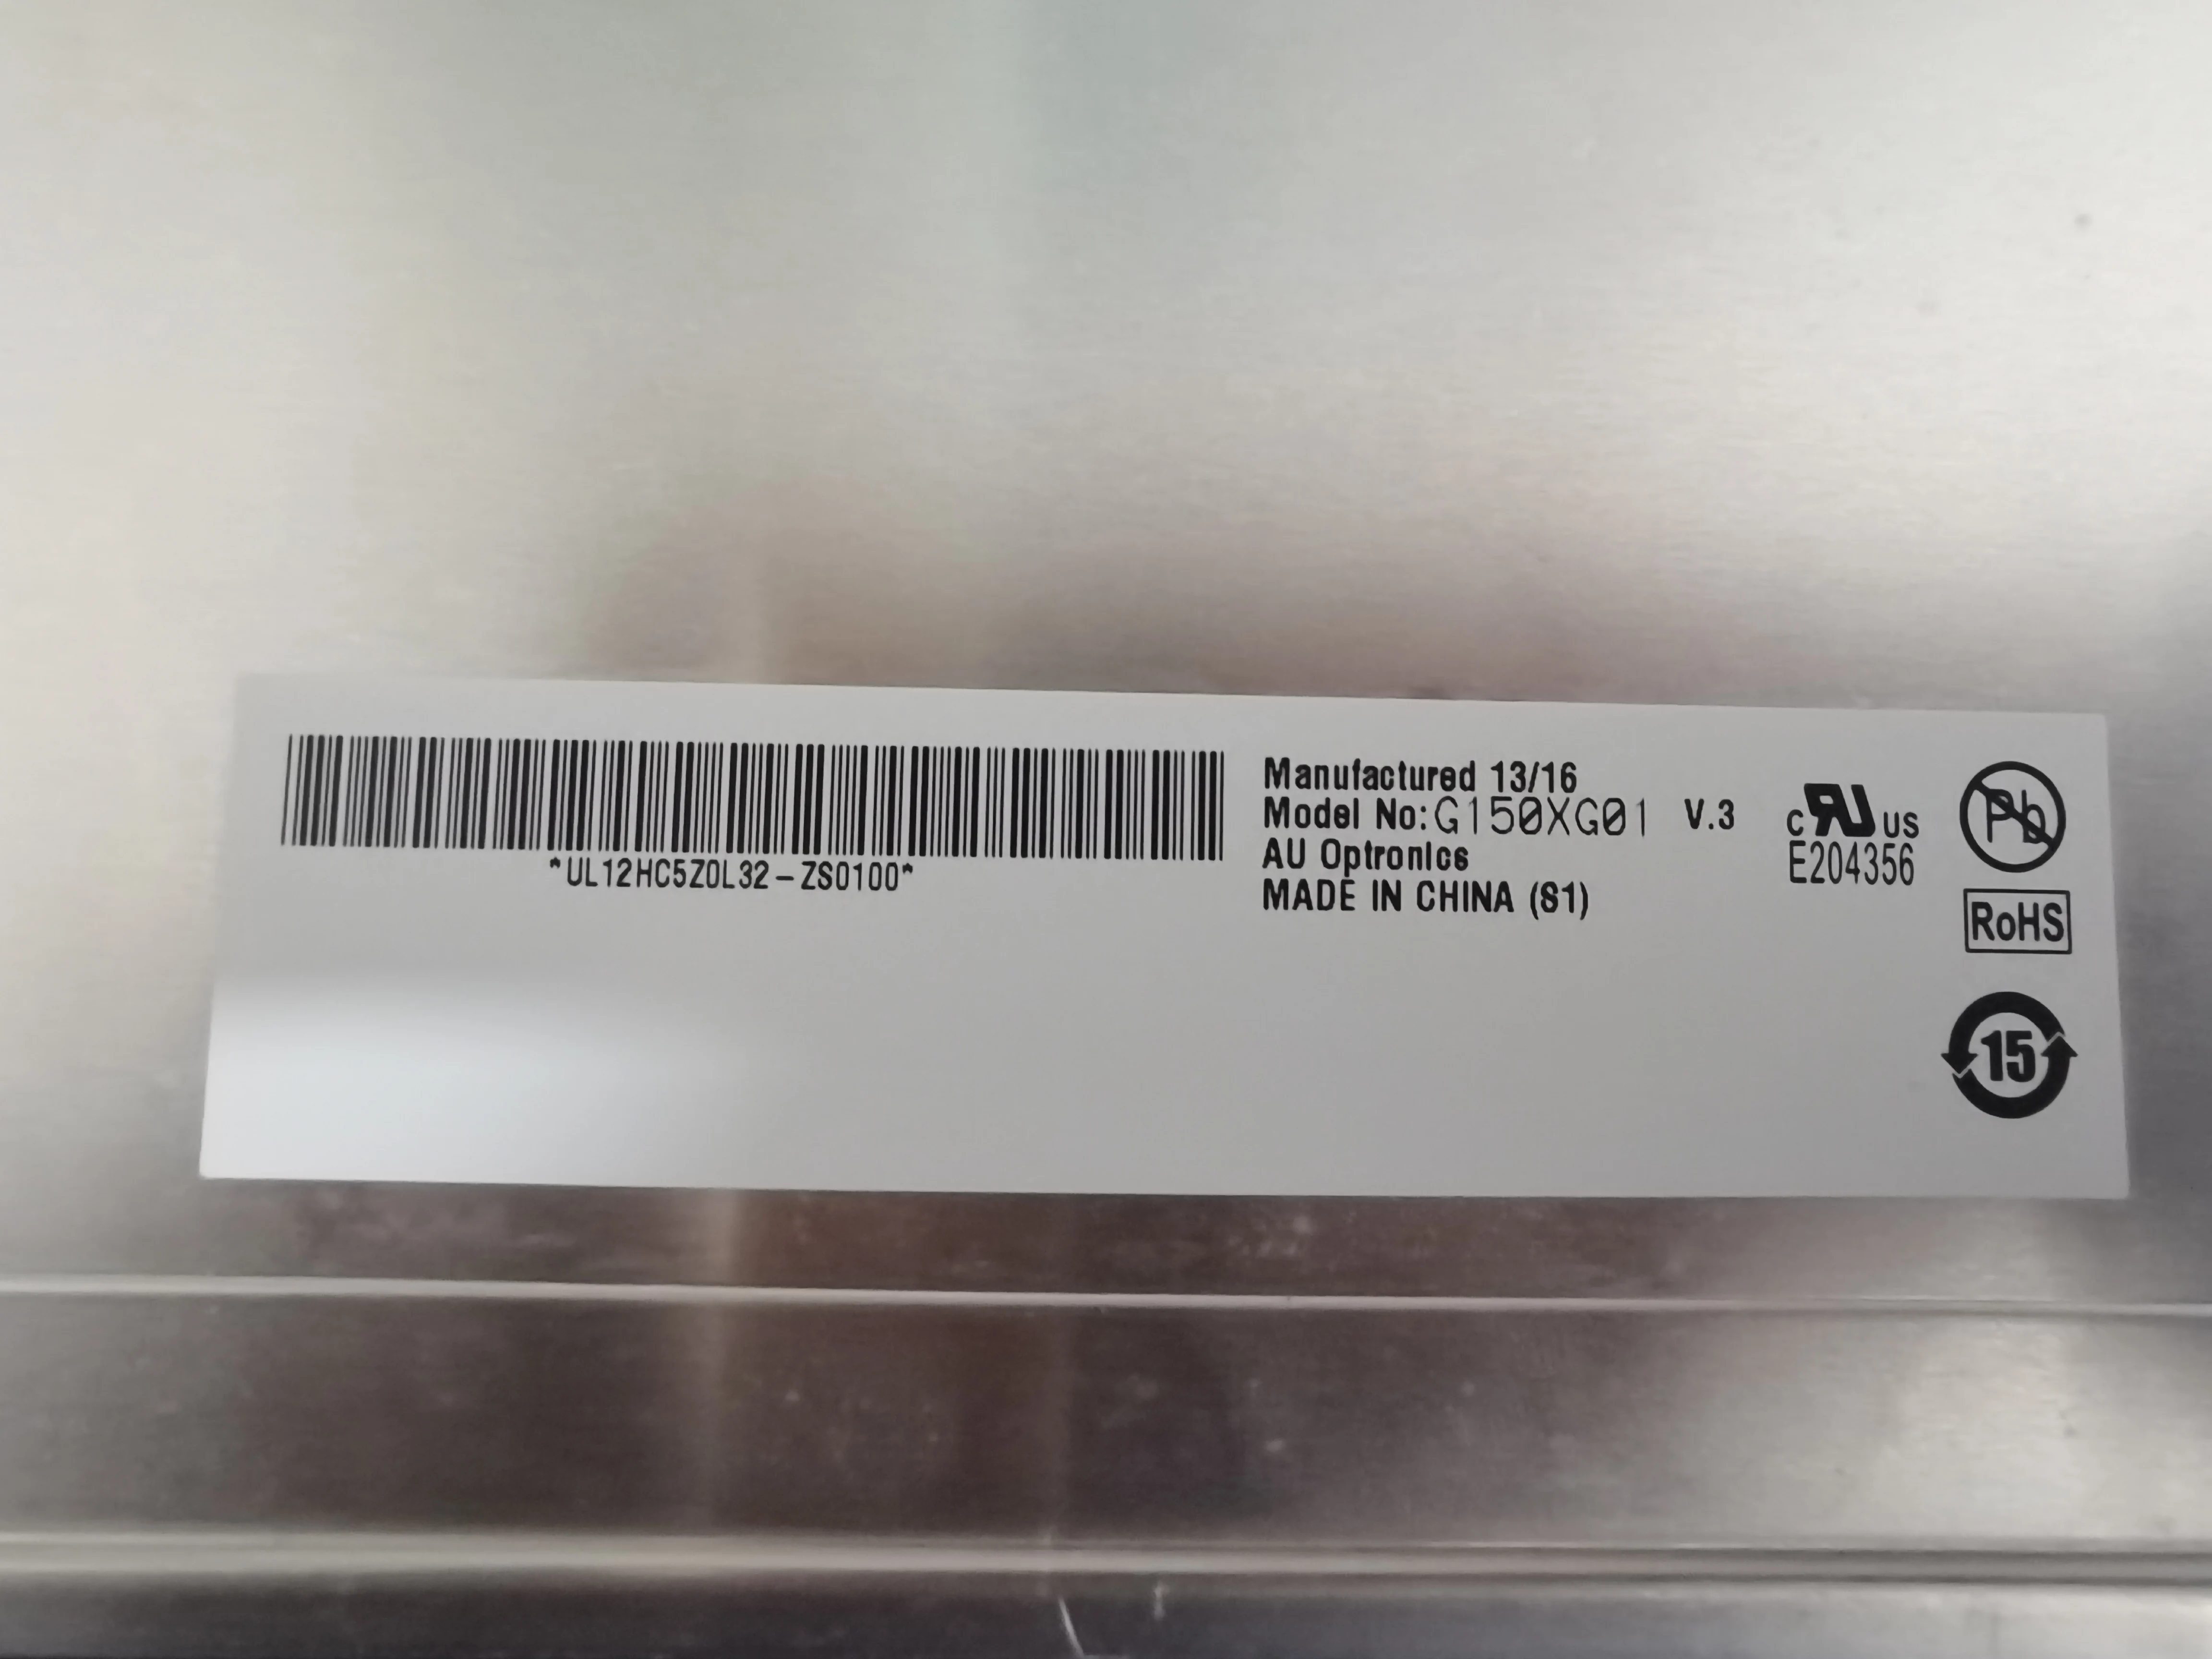 *UL12HC5Z0L32-ZS0100*
Manufactured 13/16
Model No:G150XG01 V.3
AU Optronics
MADE IN CHINA (S1)
c RU US
E204356
Pb
RoHS
15